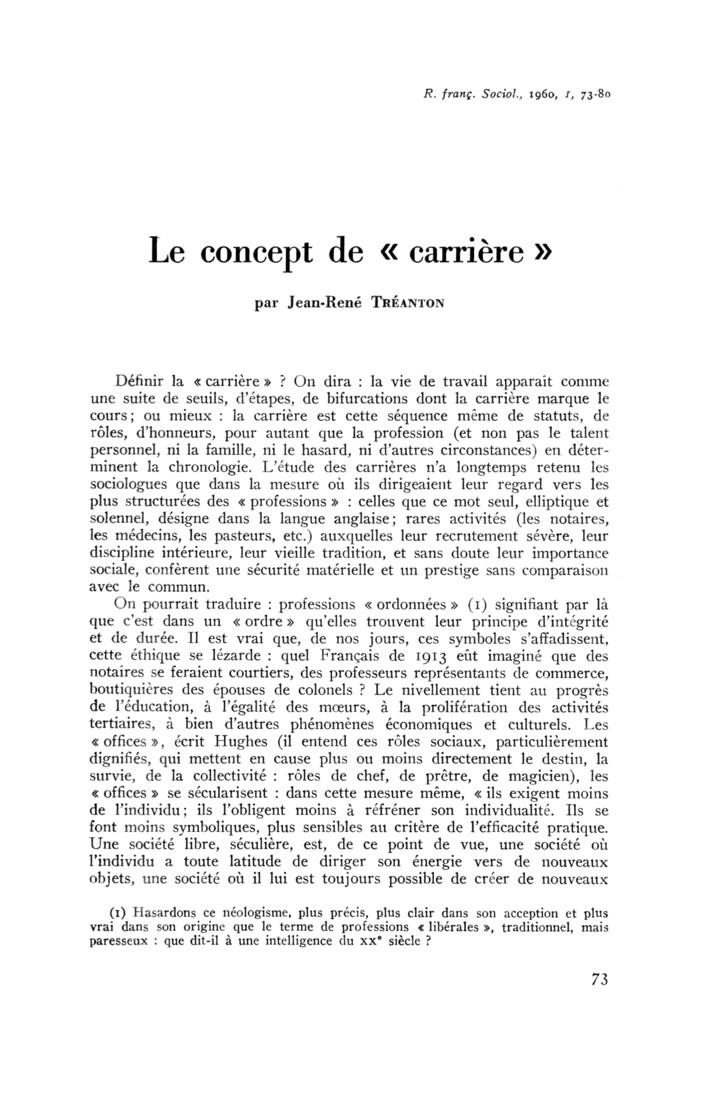 R. franç. Sociol., 1960, I, 73-80
Le concept de « carrière »
par Jean-René TRÉANTON
Définir la « carrière » ? On dira : la vie de travail apparaît comme
une suite de seuils, d'étapes, de bifurcations dont la carrière marque le
cours ; ou mieux : la carrière est cette séquence même de statuts, de
rôles, d'honneurs, pour autant que la profession (et non pas le talent
personnel, ni la famille, ni le hasard, ni d'autres circonstances) en déter-
minent la chronologie. L'étude des carrières n'a longtemps retenu les
sociologues que dans la mesure où ils dirigeaient leur regard vers les
plus structurées des « professions » : celles que ce mot seul, elliptique et
solennel, désigne dans la langue anglaise ; rares activités (les notaires,
les médecins, les pasteurs, etc.) auxquelles leur recrutement sévère, leur
discipline intérieure, leur vieille tradition, et sans doute leur importance
sociale, confèrent une sécurité matérielle et un prestige sans comparaison
avec le commun.
On pourrait traduire : professions « ordonnées » (1) signifiant par là
que c'est dans un « ordre » qu'elles trouvent leur principe d'intégrité
et de durée. Il est vrai que, de nos jours, ces symboles s'affadissent,
cette éthique se lézarde : quel Français de 1913 eût imaginé que des
notaires se feraient courtiers, des professeurs représentants de commerce,
boutiquières des épouses de colonels ? Le nivellement tient au progrès
de l'éducation, à l'égalité des mœurs, à la prolifération des activités
tertiaires, à bien d'autres phénomènes économiques et culturels. Les
« offices », écrit Hughes (il entend ces rôles sociaux, particulièrement
dignifiés, qui mettent en cause plus ou moins directement le destin, la
survie, de la collectivité : rôles de chef, de prêtre, de magicien), les
« offices » se sécularisent : dans cette mesure même, « ils exigent moins
de l'individu ; ils l'obligent moins à réfréner son individualité. Ils se
font moins symboliques, plus sensibles au critère de l'efficacité pratique.
Une société libre, séculière, est, de ce point de vue, une société où
l'individu a toute latitude de diriger son énergie vers de nouveaux
objets, une société où il lui est toujours possible de créer de nouveaux
(1) Hasardons ce néologisme, plus précis, plus clair dans son acception et plus
vrai dans son origine que le terme de professions « libérales », traditionnel, mais
paresseux : que dit-il à une intelligence du XXe siècle ?
73